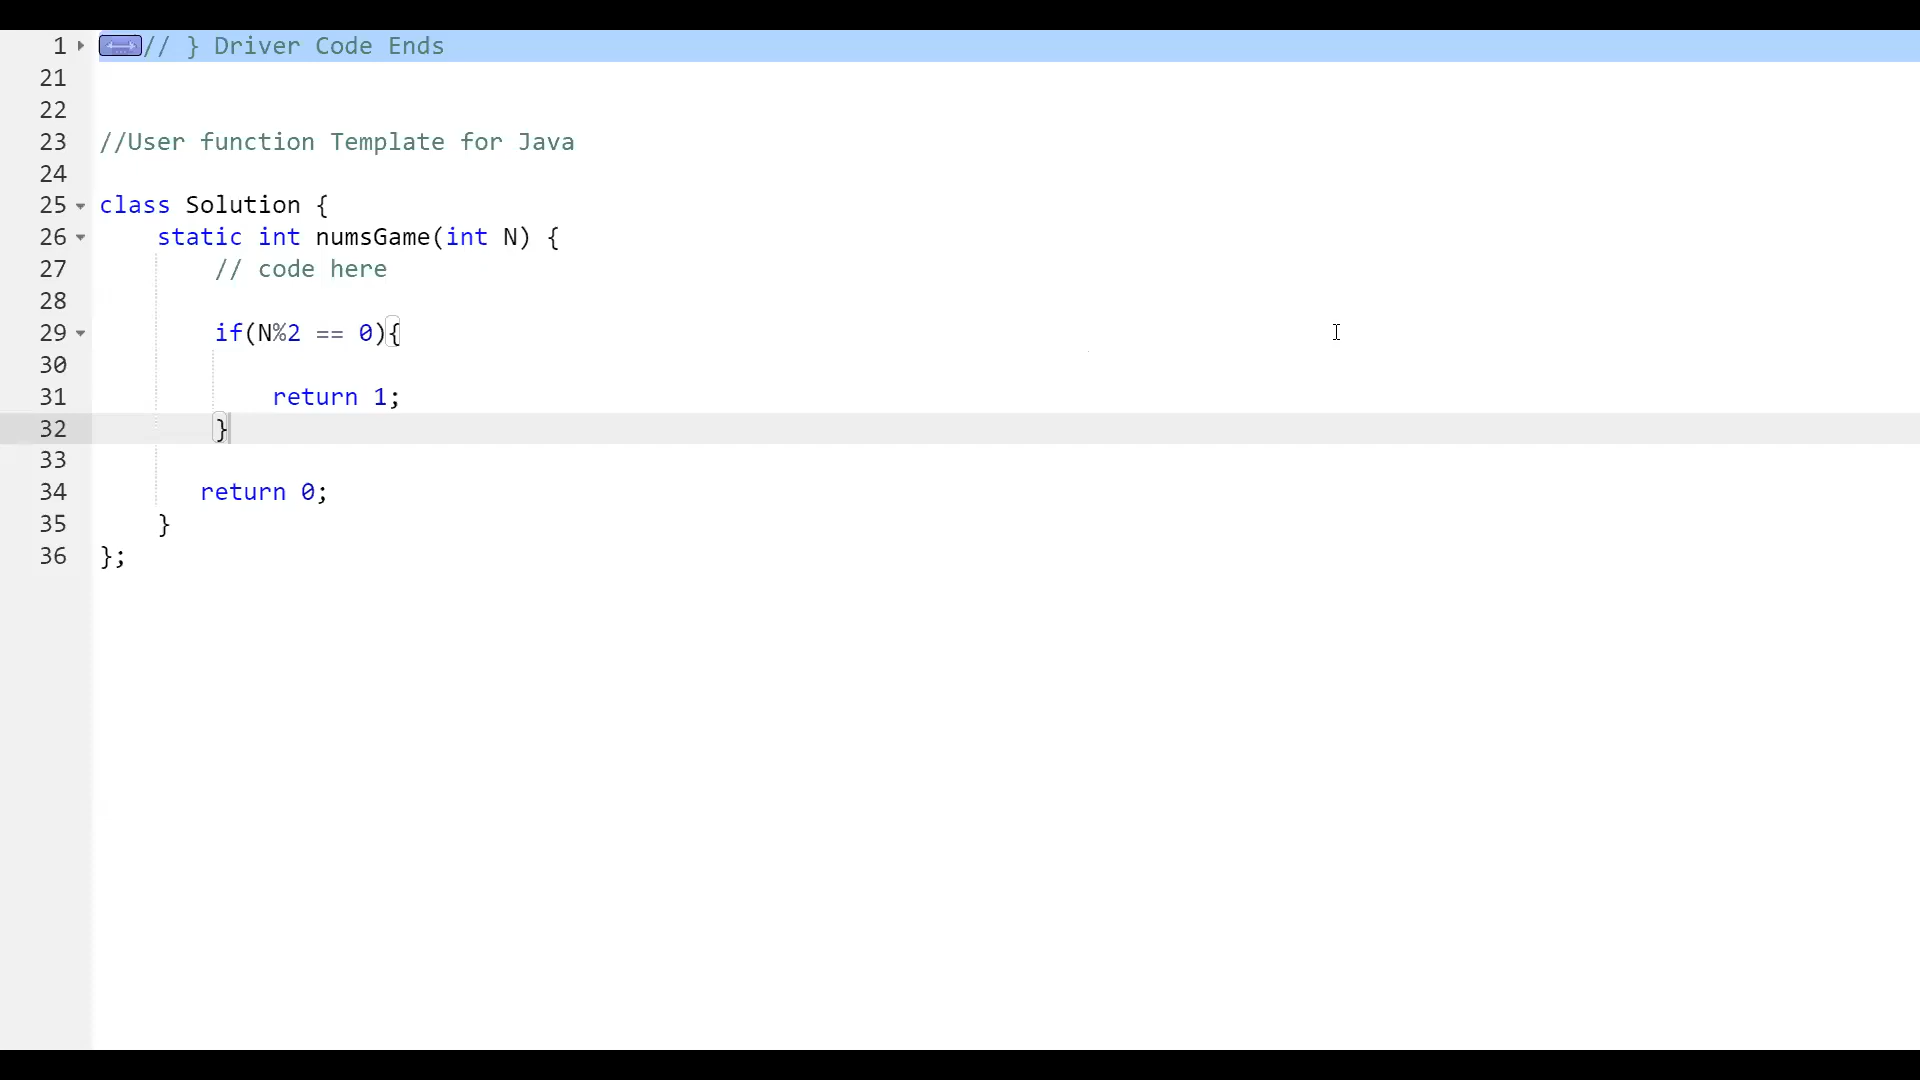 1 // } Driver Code Ends
21
22
23 //User function Template for Java
24
25 class Solution {
26 static int numsGame(int N) {
27 // code here
28
29 if(N%2 == 0){
30
31 return 1;
32 }
33
34 return 0;
35 }
36 };